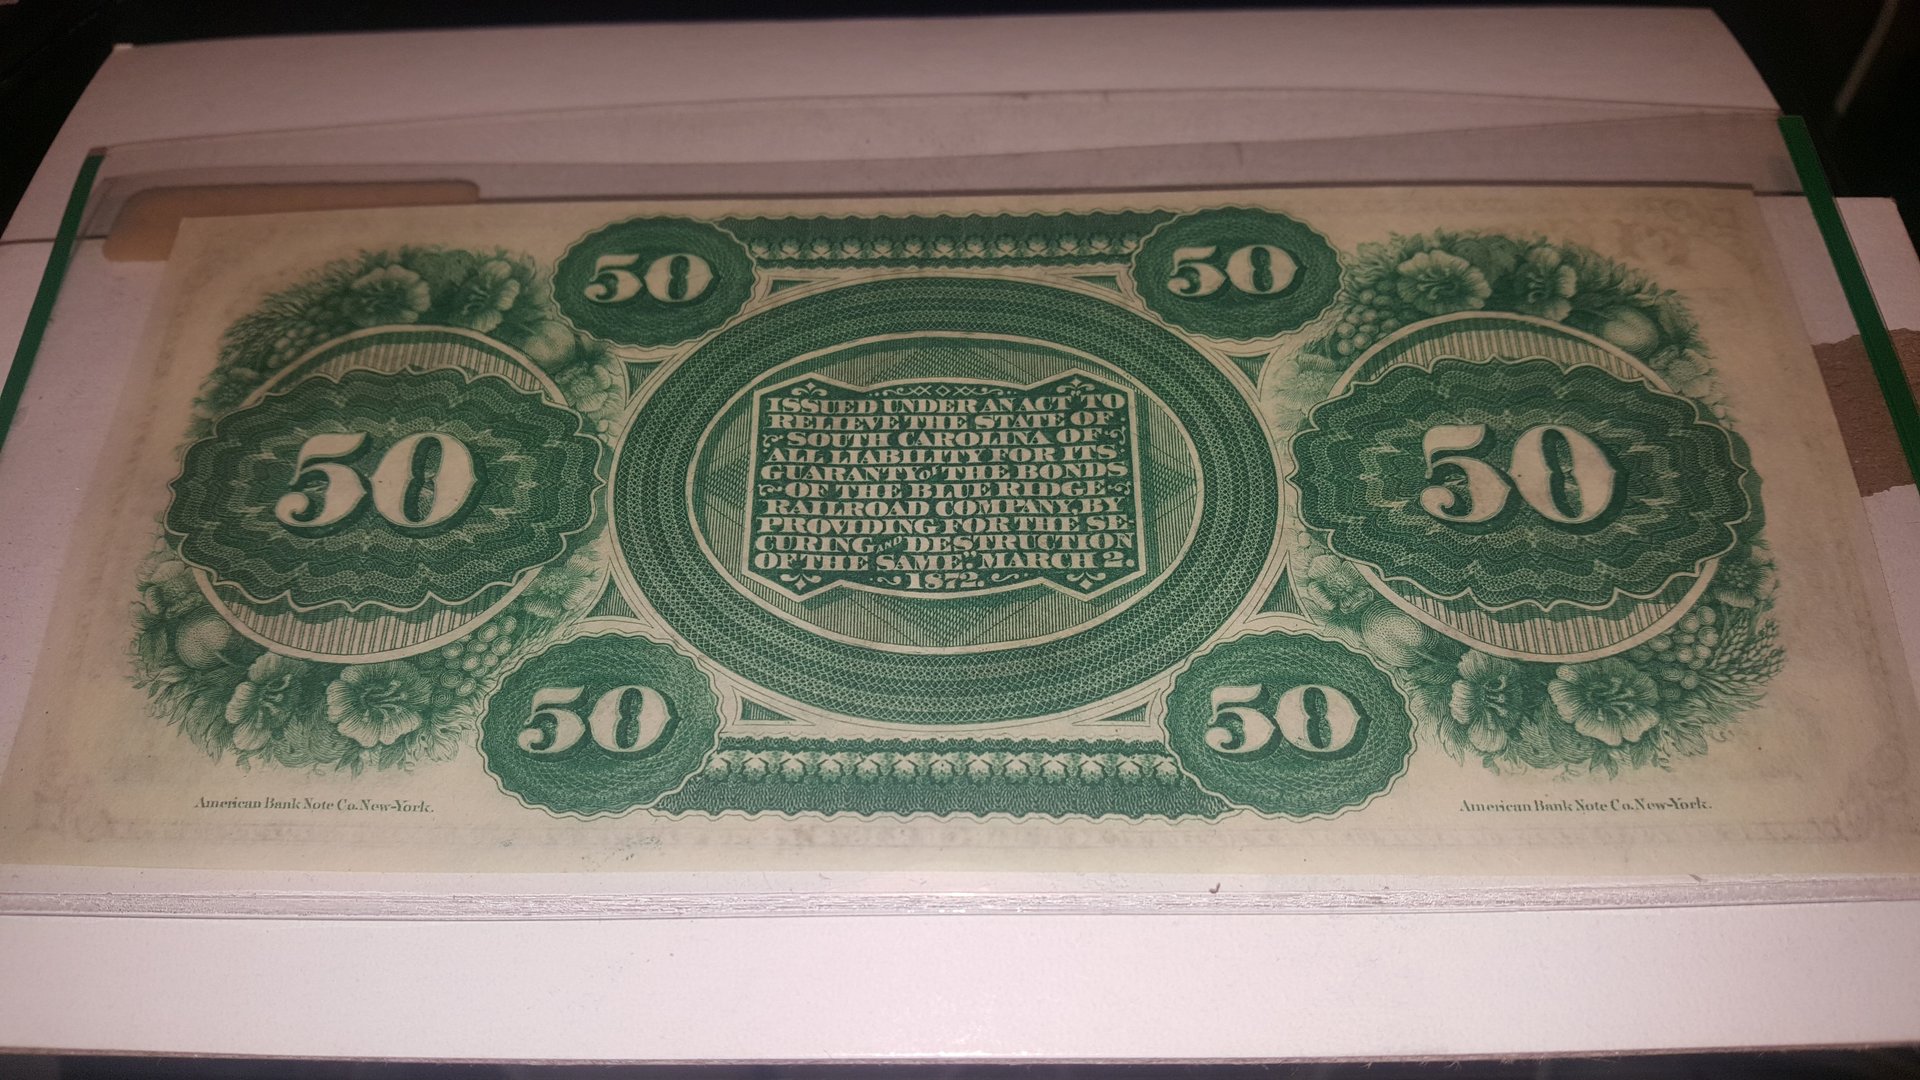 50 50
50 50
ISSUED UNDER AN ACT "TO
RELIEVE THE STATE OF
SOUTH CAROLINA OF
ALL LIABILITY FOR ITS
GUARANTY OF THE BONDS
OF THE BLUE RIDGE
RAILROAD COMPANY, BY
PROVIDING FOR THE SE-
CURING AND DESTRUCTION
OF THE SAME." MARCH 2.
1872.
50 50
American Bank Note Co. New-York. American Bank Note Co. New-York.